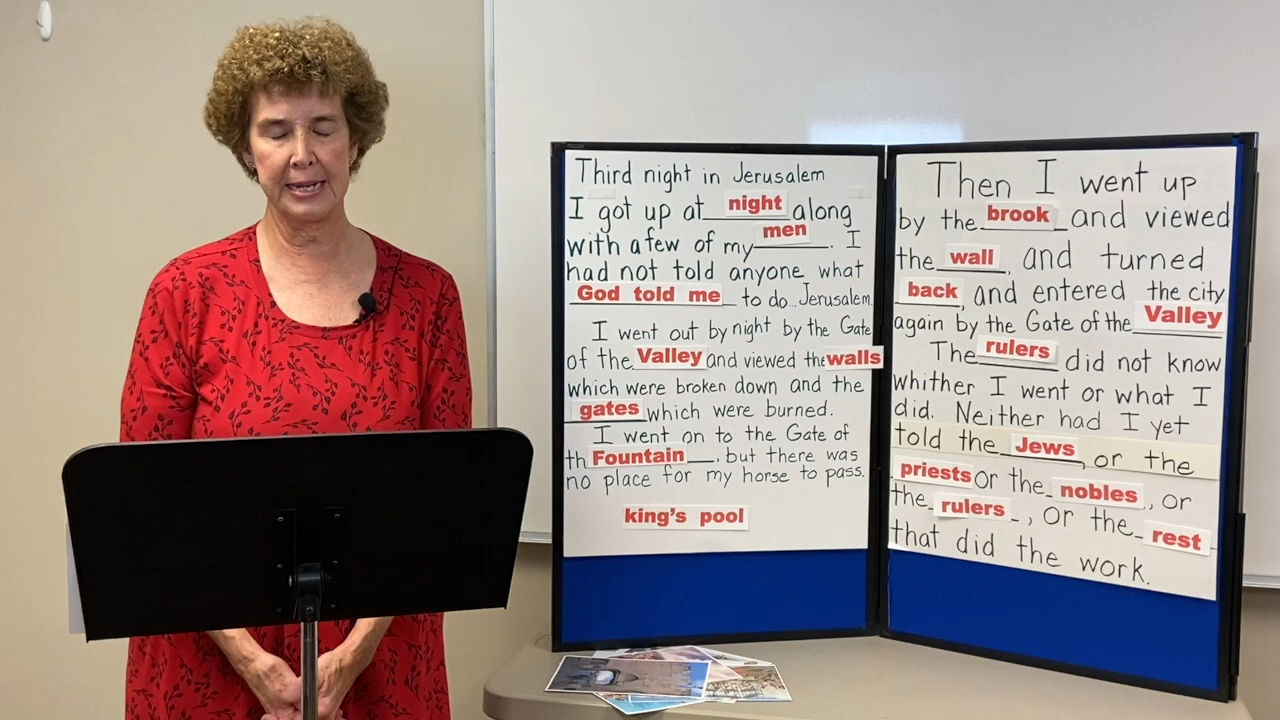 Third night in Jerusalem
I got up at night along
with a few of my men. I
had not told anyone what
God told me to do...Jerusalem.
I went out by night by the Gate
of the Valley and viewed the walls
which were broken down and the
gates which were burned.
I went on to the Gate of
th Fountain, but there was
no place for my horse to pass.
king's pool
Then I went up
by the brook and viewed
the wall, and turned
back, and entered the city
again by the Gate of the Valley
The rulers did not know
whither I went or what I
did. Neither had I yet
told the Jews, or the
priests or the nobles, or
the rulers, or the rest
that did the work.